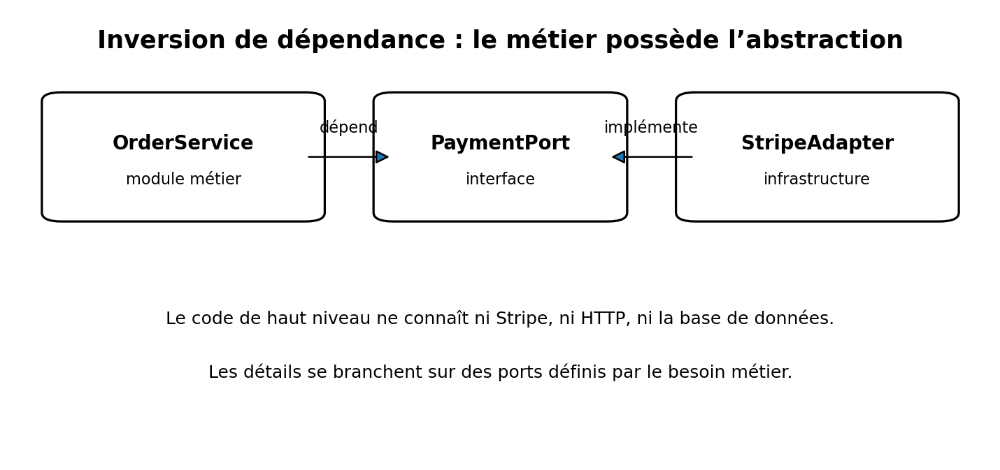 Inversion de dépendance : le métier possède l’abstraction
dépend
implémente
OrderService
PaymentPort
StripeAdapter
module métier
interface
infrastructure
Le code de haut niveau ne connaît ni Stripe, ni HTTP, ni la base de données.
Les détails se branchent sur des ports définis par le besoin métier.